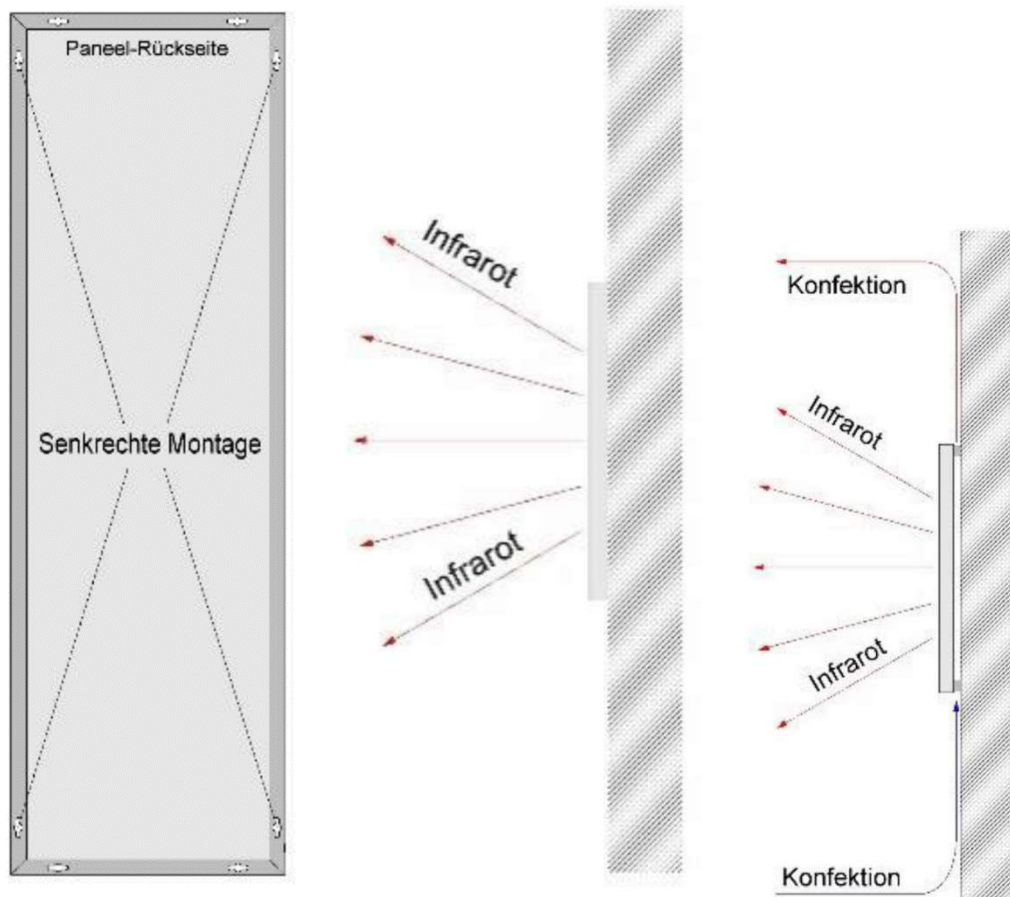 Paneel-Rückseite
Senkrechte Montage
Infrarot
Infrarot
Konfektion
Infrarot
Infrarot
Konfektion